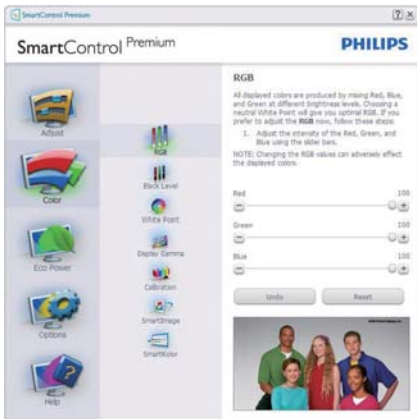 SmartControl Premium
SmartControl Premium
PHILIPS
Adjust
Color
Eco Power
Options
Help
RGB
Black Level
White Point
Display Gamma
Calibration
SmartImage
SmartKolor
RGB
All displayed colors are produced by mixing Red, Blue,
and Green at different brightness levels. Choosing a
neutral White Point will give you optimal RGB. If you
prefer to adjust the RGB now, follow these steps:
1. Adjust the intensity of the Red, Green, and
Blue using the slider bars.
NOTE: Changing the RGB values can adversely effect
the displayed colors.
Red 100
Green 100
Blue 100
Undo Reset